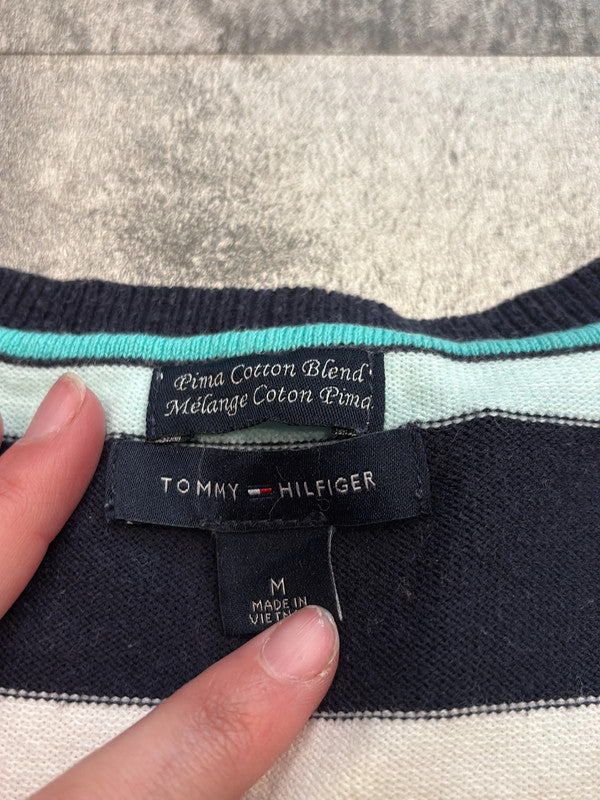 Pima Cotton Blend
Mélange Coton Pima
TOMMY HILFIGER
M
MADE IN